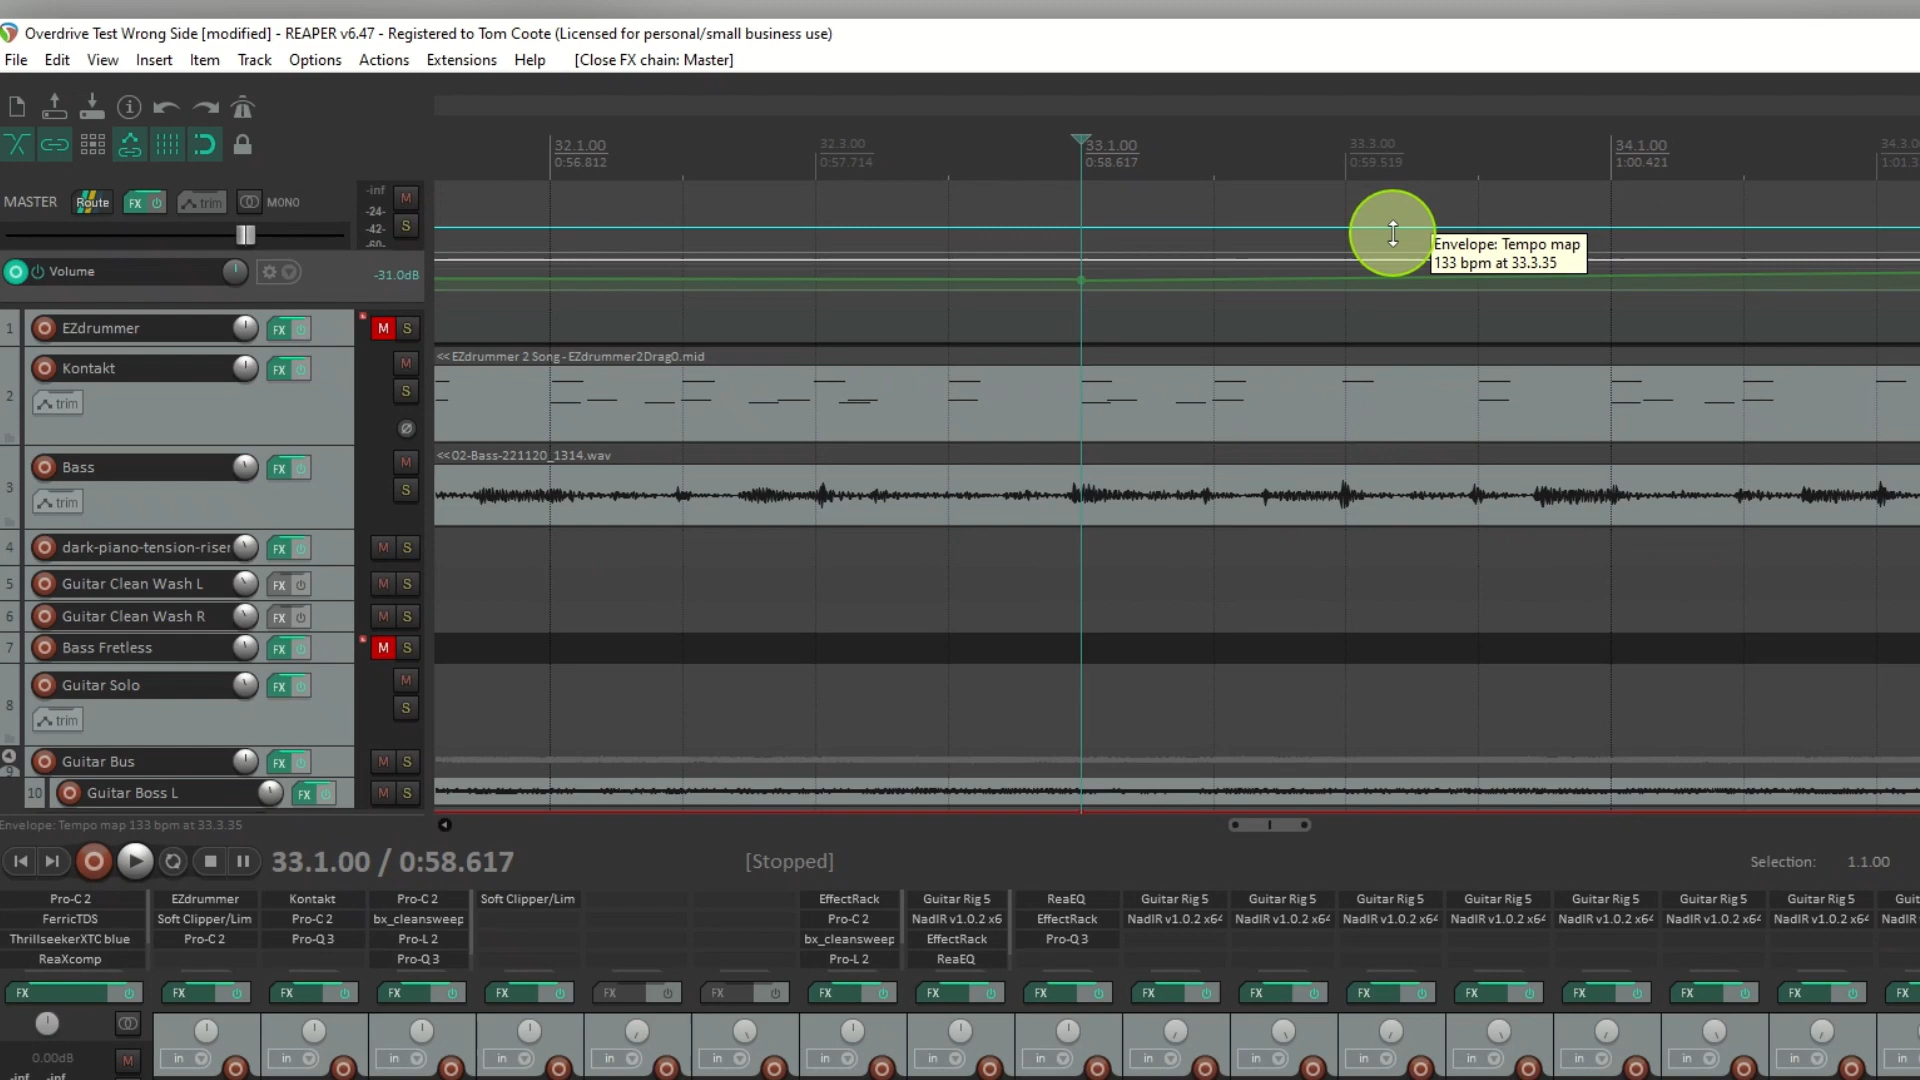 Overdrive Test Wrong Side [modified] - REAPER v6.47 - Registered to Tom Coote (Licensed for personal/small business use)
File Edit View Insert Item Track Options Actions Extensions Help [Close FX chain: Master]
32.1.00 32.3.00 33.1.00 33.3.00 34.1.00
0:56.812 0:57.714 0:58.617 0:59.519 1:00.421
MASTER Route FX trim MONO -inf M
-24-
-42- S
-60-
Volume -31.0dB
Envelope: Tempo map
133 bpm at 33.3.35
1 EZdrummer FX M S
<< EZdrummer 2 Song - EZdrummer2Drag0.mid
2 Kontakt FX M
trim S
<< 02-Bass-221120_1314.wav
3 Bass FX M
trim S
4 dark-piano-tension-riser FX M S
5 Guitar Clean Wash L FX M S
6 Guitar Clean Wash R FX M S
7 Bass Fretless FX M S
8 Guitar Solo FX M
trim S
9 Guitar Bus FX M S
10 Guitar Boss L FX M S
Envelope: Tempo map 133 bpm at 33.3.35
33.1.00 / 0:58.617 [Stopped] Selection: 1.1.00
Pro-C 2 EZdrummer Kontakt Pro-C 2 Soft Clipper/Lim EffectRack Guitar Rig 5 ReaEQ Guitar Rig 5 Guitar Rig 5 Guitar Rig 5 Guitar Rig 5 Guitar Rig 5 Guitar Rig 5 Guitar Rig 5
FerricTDS Soft Clipper/Lim Pro-C 2 bx_cleansweep Pro-C 2 NadIR v1.0.2 x6 EffectRack NadIR v1.0.2 x64 NadIR v1.0.2 x64 NadIR v1.0.2 x64 NadIR v1.0.2 x64 NadIR v1.0.2 x64 NadIR v1.0.2 x64 NadIR v1.0.2 x64
ThrillseekerXTC blue Pro-C 2 Pro-Q 3 Pro-L 2 bx_cleansweep EffectRack Pro-Q 3
ReaXcomp Pro-Q 3 Pro-L 2 ReaEQ
FX FX FX FX FX FX FX FX FX FX FX FX FX FX FX FX FX FX
0.00dB M in in in in in in in in in in in in in in in in in
-inf -inf